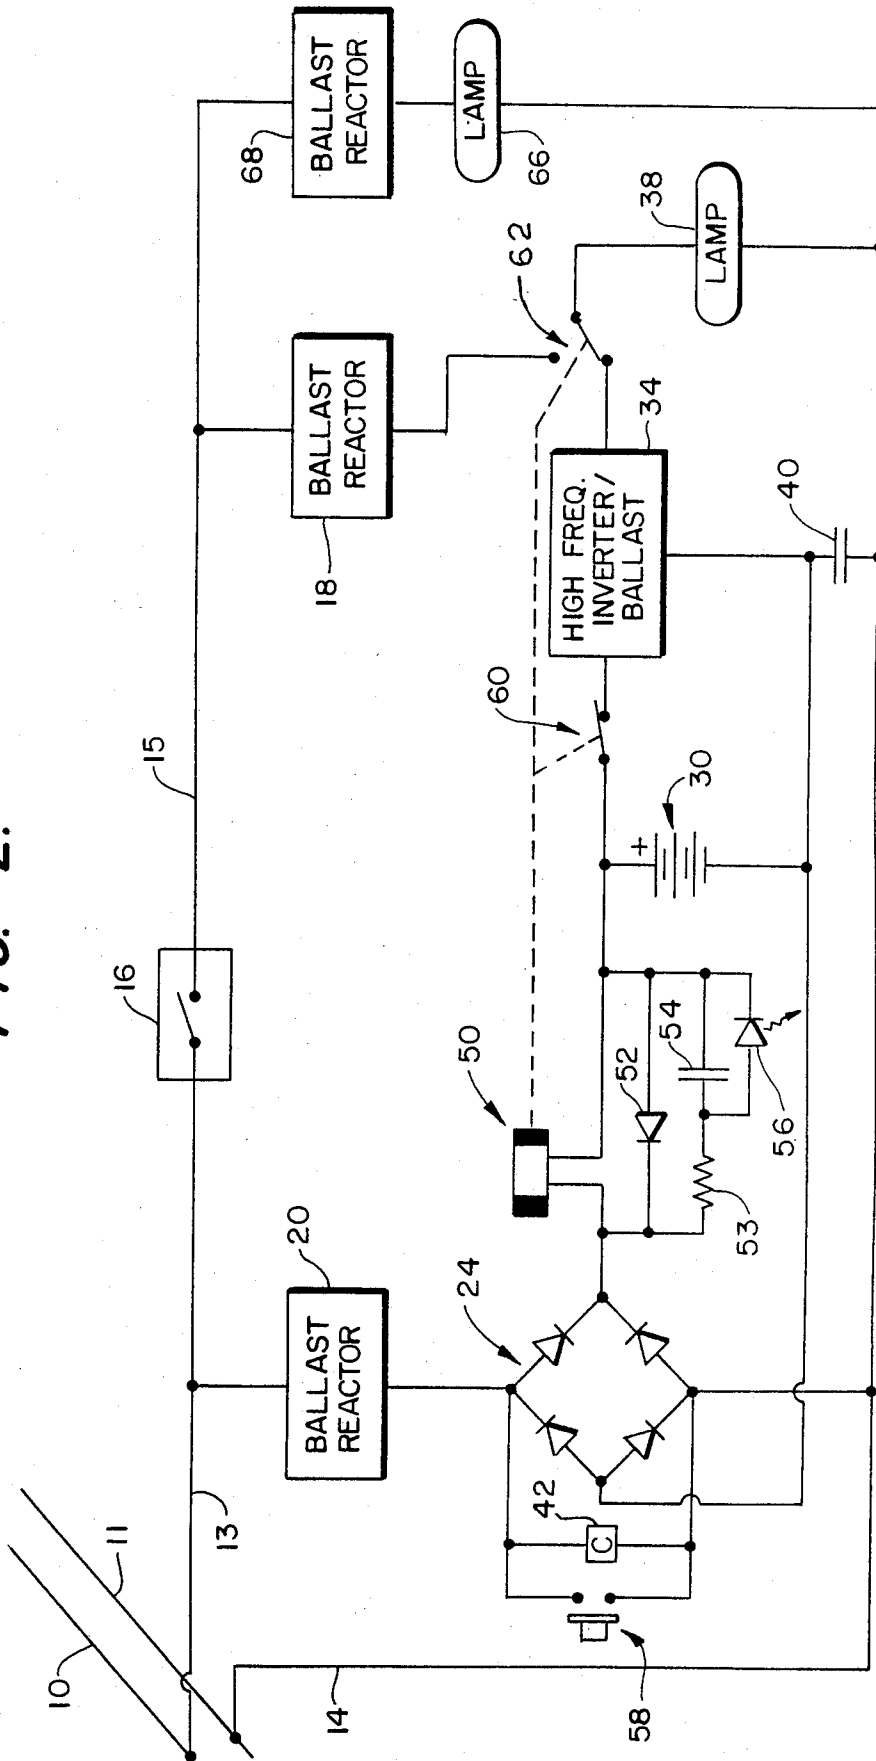 FIG. 2.
10
11
13
14
15
16
BALLAST
REACTOR
20
BALLAST
REACTOR
18
BALLAST
REACTOR
68
LAMP
66
LAMP
38
62
HIGH FREQ.
INVERTER/
BALLAST
34
40
60
+
30
50
52
54
56
53
24
42
C
58